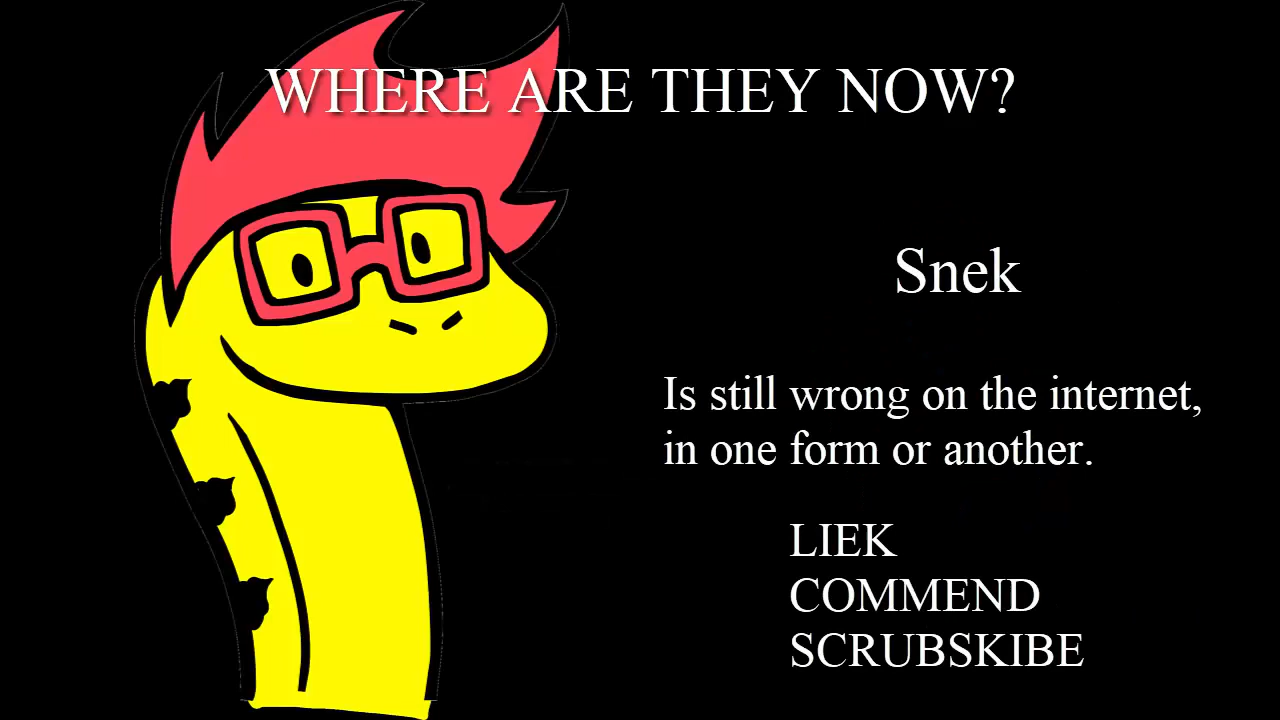 WHERE ARE THEY NOW?
Snek
Is still wrong on the internet,
in one form or another.
LIEK
COMMEND
SCRUBSKIBE